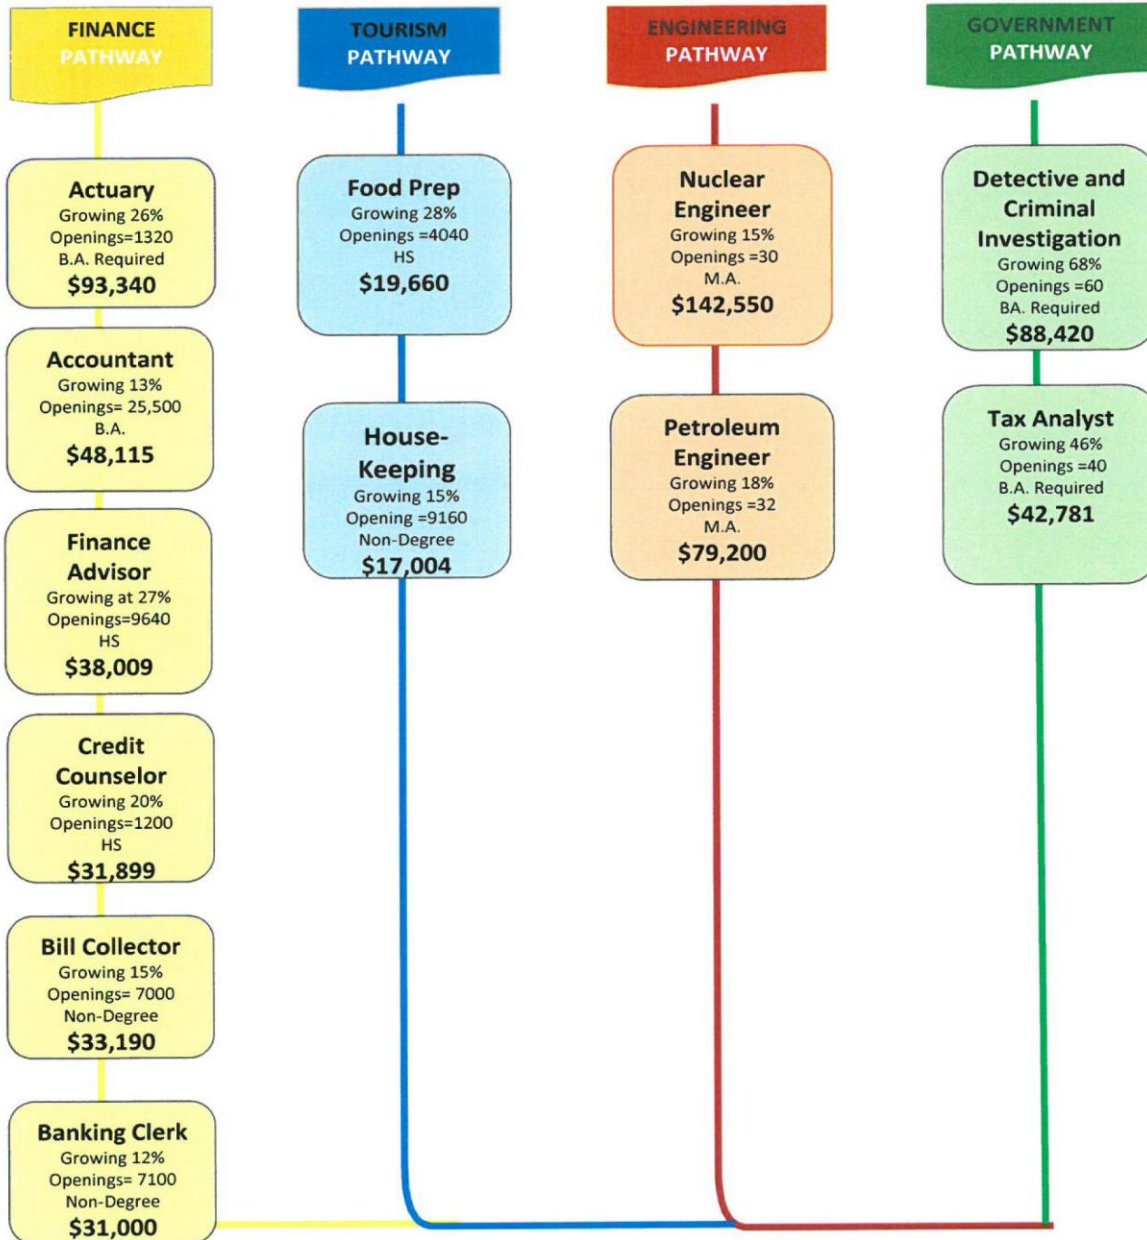 FINANCE
PATHWAY
Actuary
Growing 26%
Openings=1320
B.A. Required
$93,340
Accountant
Growing 13%
Openings= 25,500
B.A.
$48,115
Finance
Advisor
Growing at 27%
Openings=9640
HS
$38,009
Credit
Counselor
Growing 20%
Openings=1200
HS
$31,899
Bill Collector
Growing 15%
Openings= 7000
Non-Degree
$33,190
Banking Clerk
Growing 12%
Openings= 7100
Non-Degree
$31,000
TOURISM
PATHWAY
Food Prep
Growing 28%
Openings =4040
HS
$19,660
House-
Keeping
Growing 15%
Opening =9160
Non-Degree
$17,004
ENGINEERING
PATHWAY
Nuclear
Engineer
Growing 15%
Openings =30
M.A.
$142,550
Petroleum
Engineer
Growing 18%
Openings =32
M.A.
$79,200
GOVERNMENT
PATHWAY
Detective and
Criminal
Investigation
Growing 68%
Openings =60
BA. Required
$88,420
Tax Analyst
Growing 46%
Openings =40
B.A. Required
$42,781